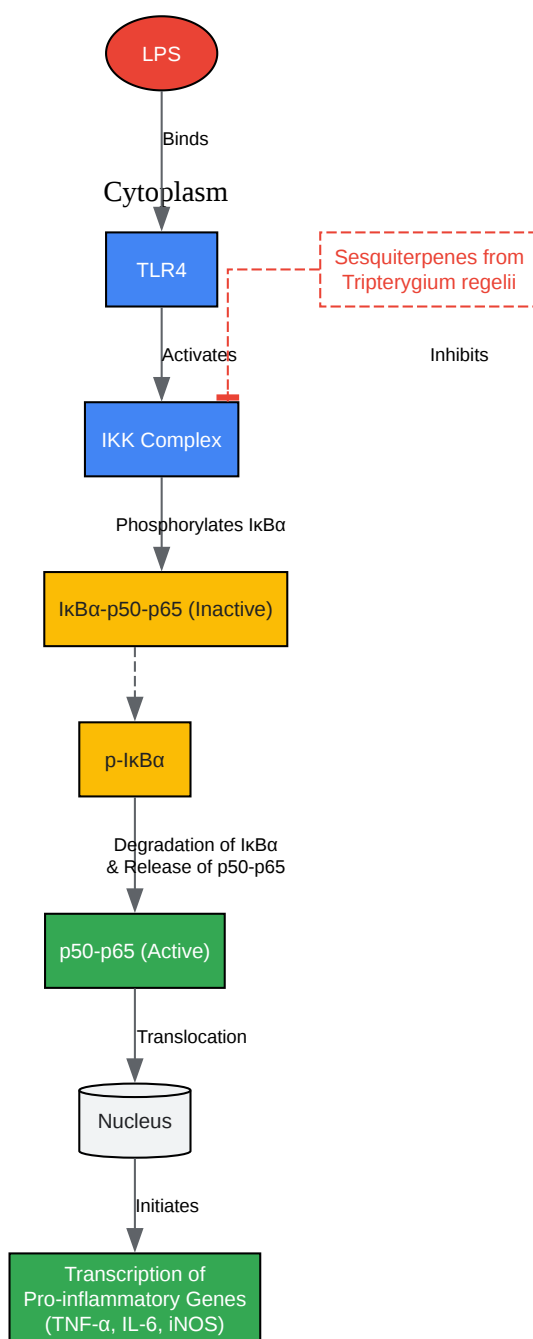 LPS
Binds
Cytoplasm
TLR4
Sesquiterpenes from
Tripterygium regelii
Activates
Inhibits
IKK Complex
Phosphorylates IκBα
IκBα-p50-p65 (Inactive)
p-IκBα
Degradation of IκBα
& Release of p50-p65
p50-p65 (Active)
Translocation
Nucleus
Initiates
Transcription of
Pro-inflammatory Genes
(TNF-α, IL-6, iNOS)